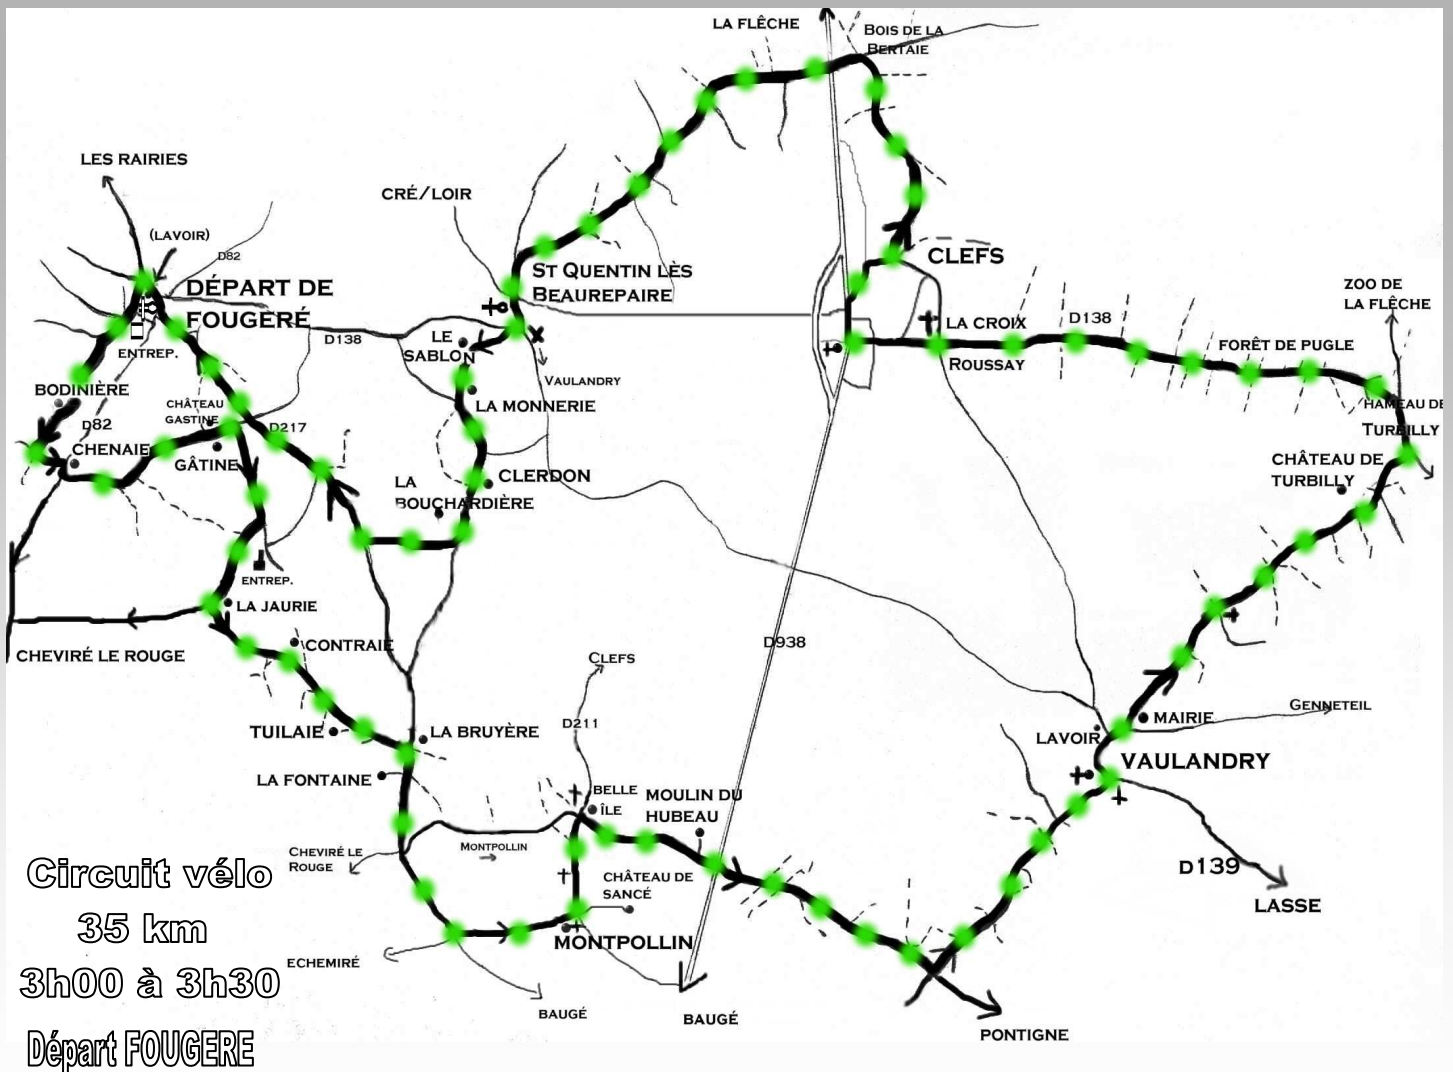 LA FLÊCHE
BOIS DE LA
BERTAIE
LES RAIRIES
CRÉ/LOIR
(LAVOIR)
D82
CLEFS
DÉPART DE
FOUGERÉ
ST QUENTIN LÈS
BEAUREPAIRE
ZOO DE
LA FLÊCHE
LA CROIX
ROUSSAY
D138
FORÊT DE PUGLE
ENTREP.
D138
LE
SABLON
VAULANDRY
BODINIÈRE
CHÂTEAU
GASTINE
LA MONNERIE
HAMEAU DE
TURBILLY
D82
D217
CHENAIE
GÂTINE
CHÂTEAU DE
TURBILLY
LA
BOUCHARDIÈRE
CLERDON
ENTREP.
LA JAURIE
CONTRAIE
CHEVIRÉ LE ROUGE
CLEFS
D938
D211
TUILAIE
LA BRUYÈRE
GENNETEIL
MAIRIE
LAVOIR
VAULANDRY
LA FONTAINE
BELLE
ÎLE
MOULIN DU
HUBEAU
CHEVIRÉ LE
ROUGE
MONTPOLLIN
CHÂTEAU DE
SANCÉ
D139
LASSE
MONTPOLLIN
ECHEMIRÉ
BAUGÉ
BAUGÉ
PONTIGNE
Circuit vélo
35 km
3h00 à 3h30
Départ FOUGERE